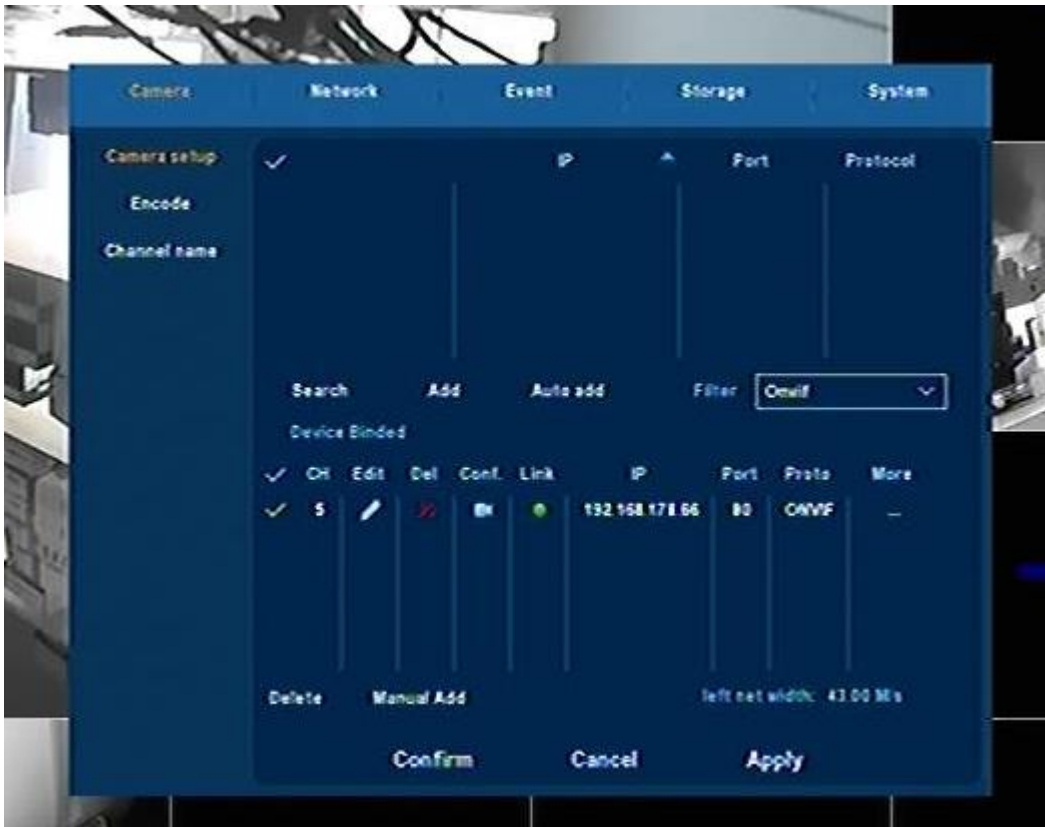 Camera Network Event Storage System
Camera setup
Encode
Channel name
IP Port Protocol
Search Add Auto add Filter Onvif
Device Binded
CH Edit Del Conf. Link IP Port Proto More
5 192.168.178.66 80 ONVIF ...
Delete Manual Add left net width: 43.00 M/s
Confirm Cancel Apply